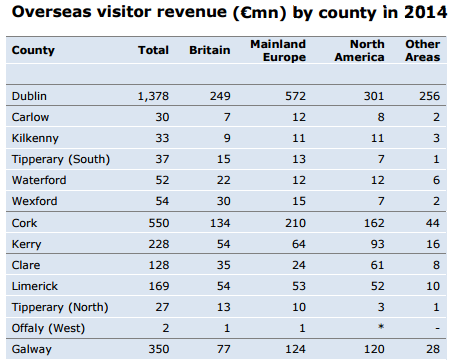 Overseas visitor revenue (€mn) by county in 2014
County Total Britain Mainland Europe North America Other Areas
Dublin 1,378 249 572 301 256
Carlow 30 7 12 8 2
Kilkenny 33 9 11 11 3
Tipperary (South) 37 15 13 7 1
Waterford 52 22 12 12 6
Wexford 54 30 15 7 2
Cork 550 134 210 162 44
Kerry 228 54 64 93 16
Clare 128 35 24 61 8
Limerick 169 54 53 52 10
Tipperary (North) 27 13 10 3 1
Offaly (West) 2 1 1 * -
Galway 350 77 124 120 28